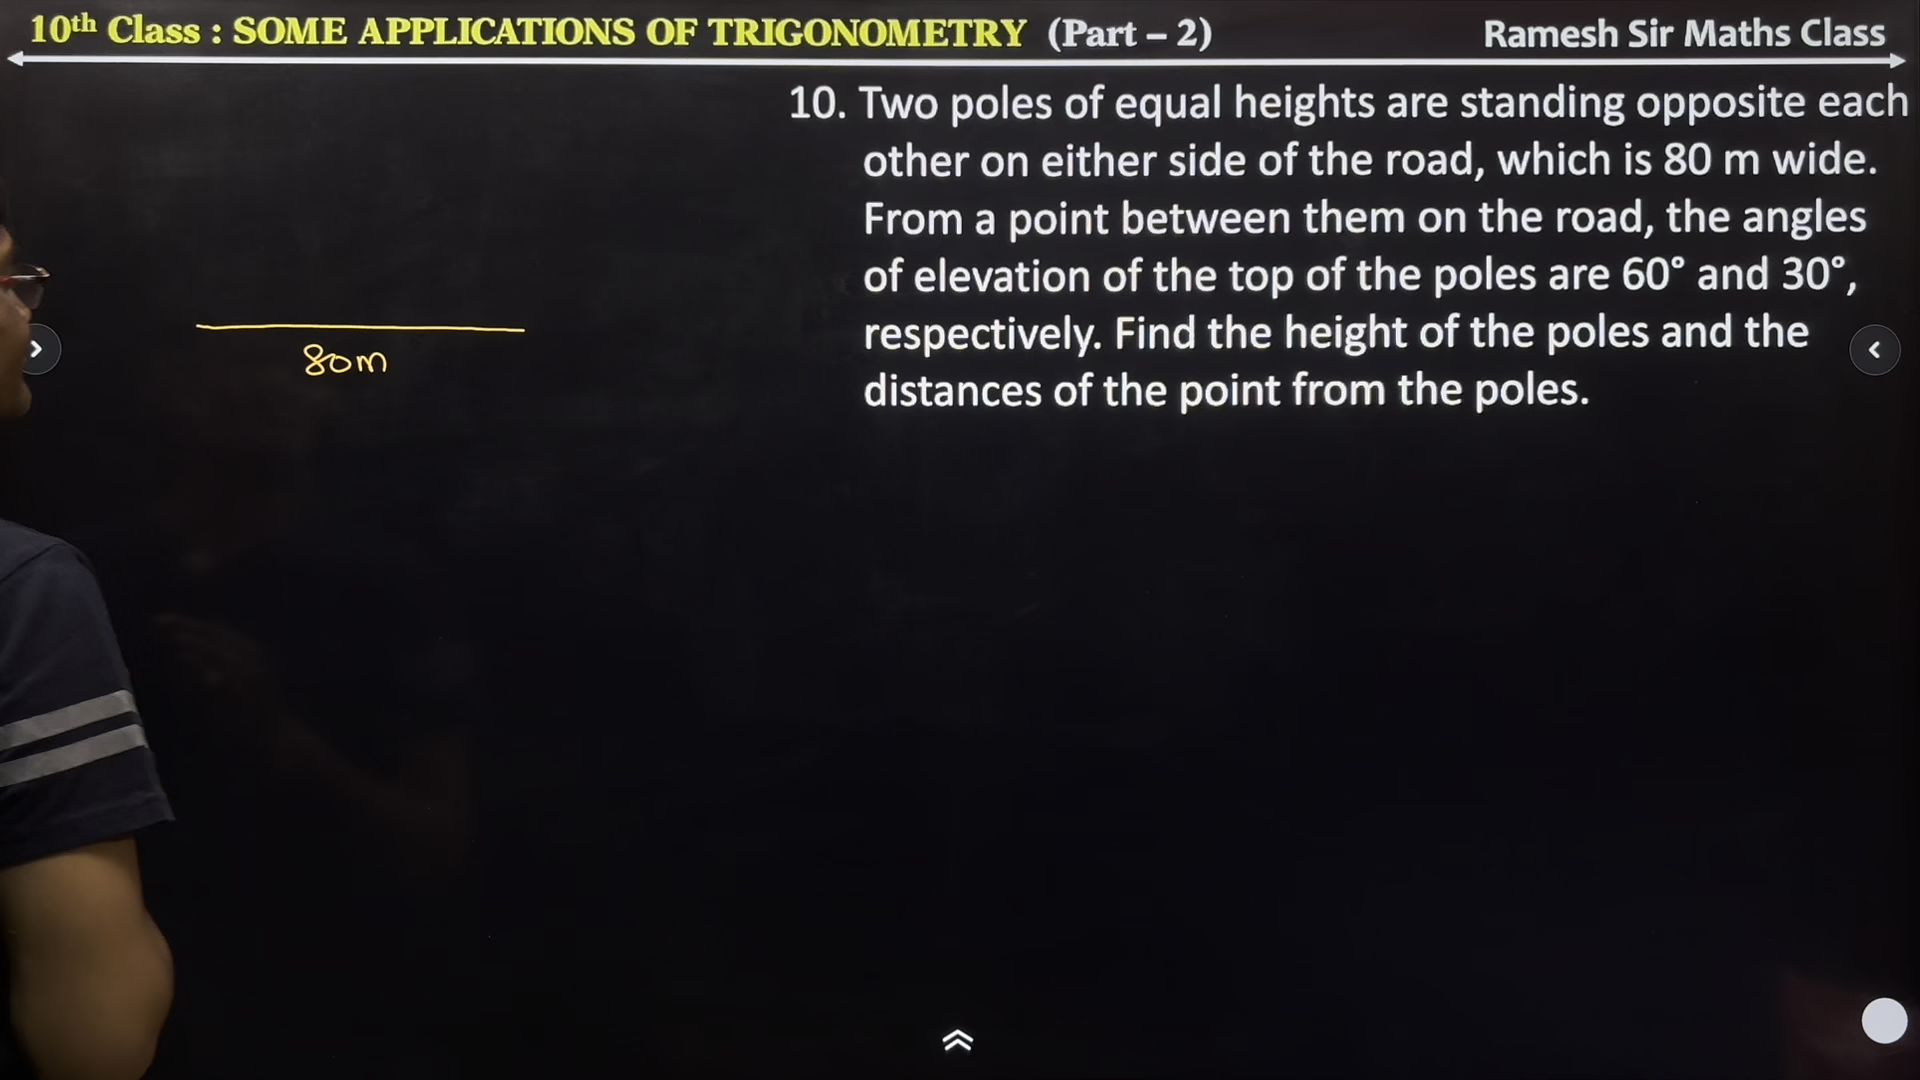 10th Class : SOME APPLICATIONS OF TRIGONOMETRY (Part – 2)
Ramesh Sir Maths Class
10. Two poles of equal heights are standing opposite each
other on either side of the road, which is 80 m wide.
From a point between them on the road, the angles
of elevation of the top of the poles are 60° and 30°,
respectively. Find the height of the poles and the
distances of the point from the poles.
80m